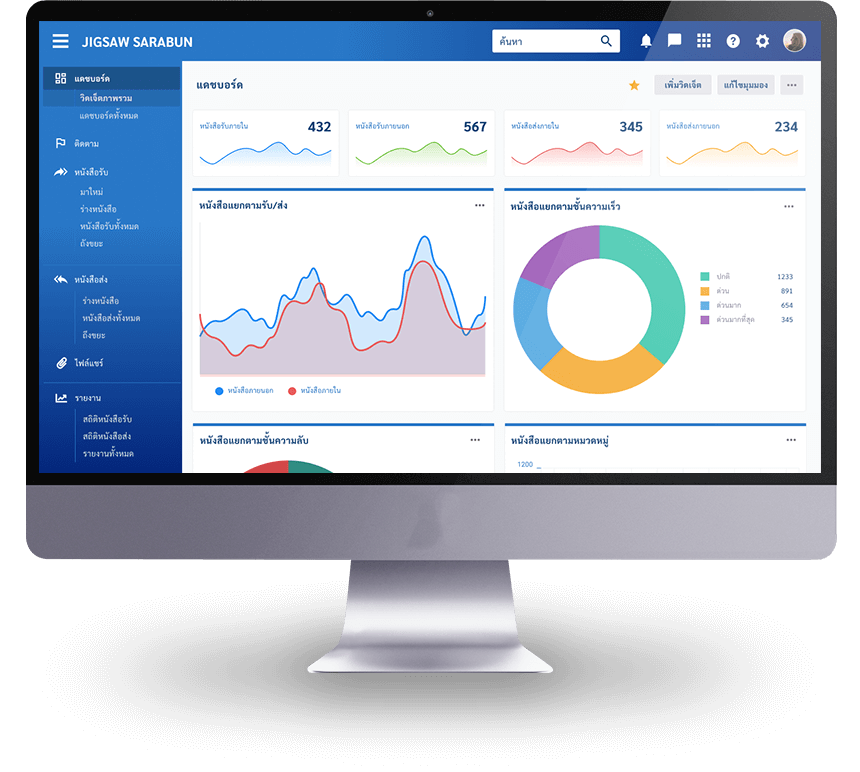 JIGSAW SARABUN
ค้นหา
แดชบอร์ด
วิดเจ็ตภาพรวม
แดชบอร์ดทั้งหมด
ติดตาม
หนังสือรับ
มาใหม่
ร่างหนังสือ
หนังสือรับทั้งหมด
ถังขยะ
หนังสือส่ง
ร่างหนังสือ
หนังสือส่งทั้งหมด
ถังขยะ
ไฟล์แชร์
รายงาน
สถิติหนังสือรับ
สถิติหนังสือส่ง
รายงานทั้งหมด
แดชบอร์ด
เพิ่มวิดเจ็ต
แก้ไขมุมมอง
หนังสือรับภายใน 432
หนังสือรับภายนอก 567
หนังสือส่งภายใน 345
หนังสือส่งภายนอก 234
หนังสือแยกตามรับ/ส่ง
หนังสือภายนอก
หนังสือภายใน
หนังสือแยกตามชั้นความเร็ว
ปกติ 1233
ด่วน 891
ด่วนมาก 654
ด่วนมากที่สุด 345
หนังสือแยกตามชั้นความลับ
หนังสือแยกตามหมวดหมู่
1200